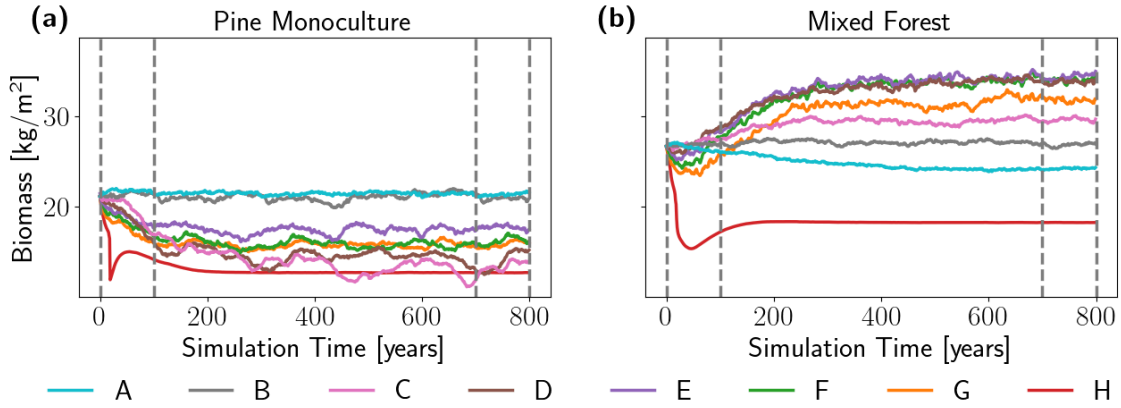 (a) Pine Monoculture
(b) Mixed Forest
Biomass [kg/m²]
30
20
0 200 400 600 800
0 200 400 600 800
Simulation Time [years]
Simulation Time [years]
A B C D E F G H